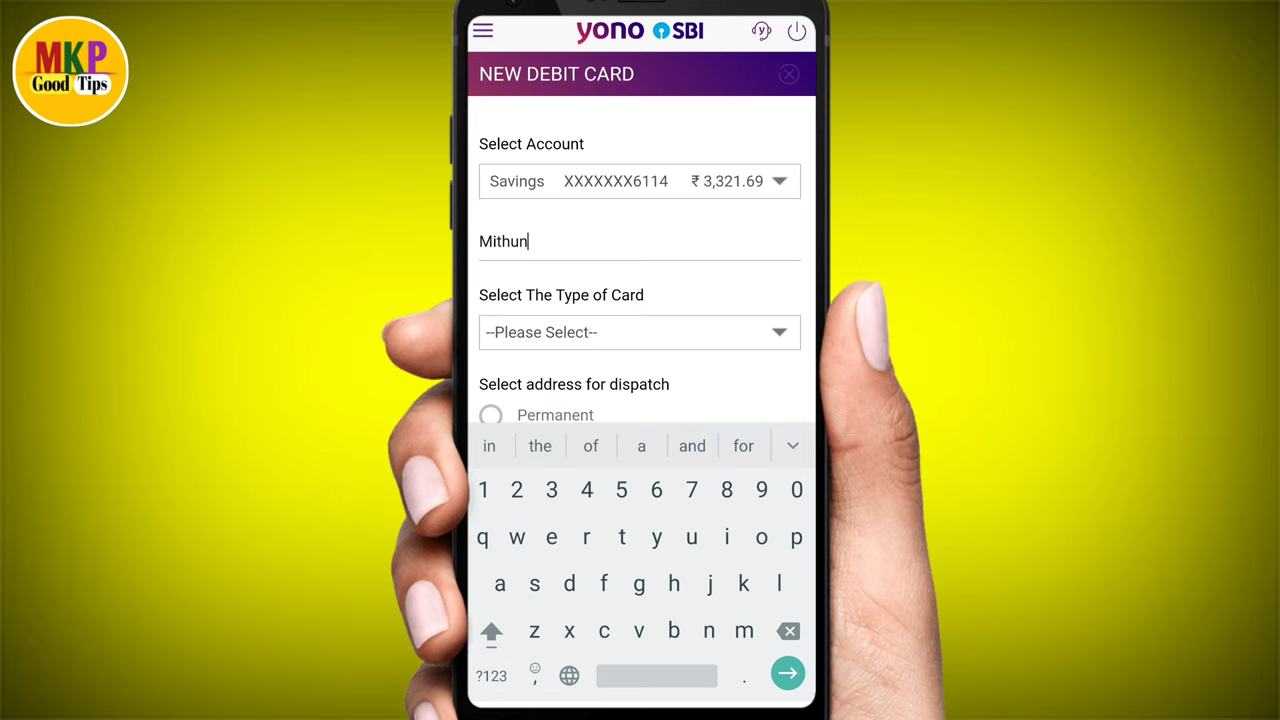 MKP
Good Tips
yono SBI
NEW DEBIT CARD
Select Account
Savings XXXXXXX6114 ₹ 3,321.69
Mithun
Select The Type of Card
--Please Select--
Select address for dispatch
Permanent
in the of a and for
1 2 3 4 5 6 7 8 9 0
q w e r t y u i o p
a s d f g h j k l
z x c v b n m
?123 , .